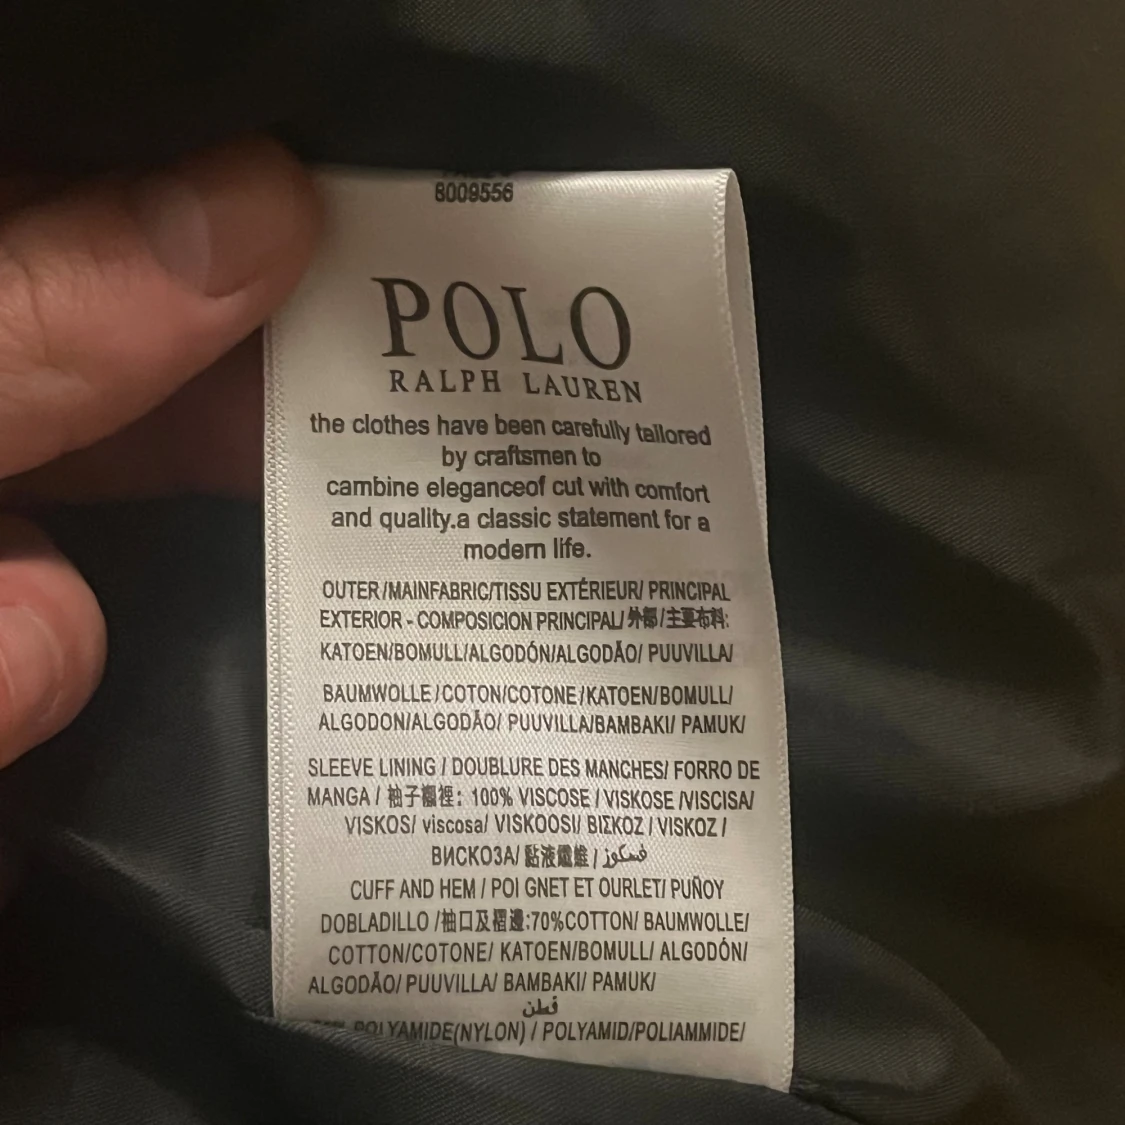 8009556
POLO
RALPH LAUREN
the clothes have been carefully tailored
by craftsmen to
cambine eleganceof cut with comfort
and quality.a classic statement for a
modern life.
OUTER/MAINFABRIC/TISSU EXTÉRIEUR/ PRINCIPAL
EXTERIOR - COMPOSICION PRINCIPAL/ 外部/主要布料:
KATOEN/BOMULL/ALGODÓN/ALGODÃO/ PUUVILLA/
BAUMWOLLE/COTON/COTONE/KATOEN/BOMULL/
ALGODON/ALGODÃO/ PUUVILLA/BAMBAKI/ PAMUK/
SLEEVE LINING / DOUBLURE DES MANCHES/ FORRO DE
MANGA / 袖子襯裡: 100% VISCOSE / VISKOSE /VISCISA/
VISKOS/ viscosa/ VISKOOSI/ ΒΙΣΚΟΖ / VISKOZ /
ВИСКОЗА/ 黏液纖維 / فسكوز
CUFF AND HEM / POI GNET ET OURLET/ PUÑOY
DOBLADILLO /袖口及褶邊:70%COTTON/ BAUMWOLLE/
COTTON/COTONE/ KATOEN/BOMULL/ ALGODÓN/
ALGODÃO/ PUUVILLA/ BAMBAKI/ PAMUK/
قطن
POLYAMIDE(NYLON) / POLYAMID/POLIAMMIDE/